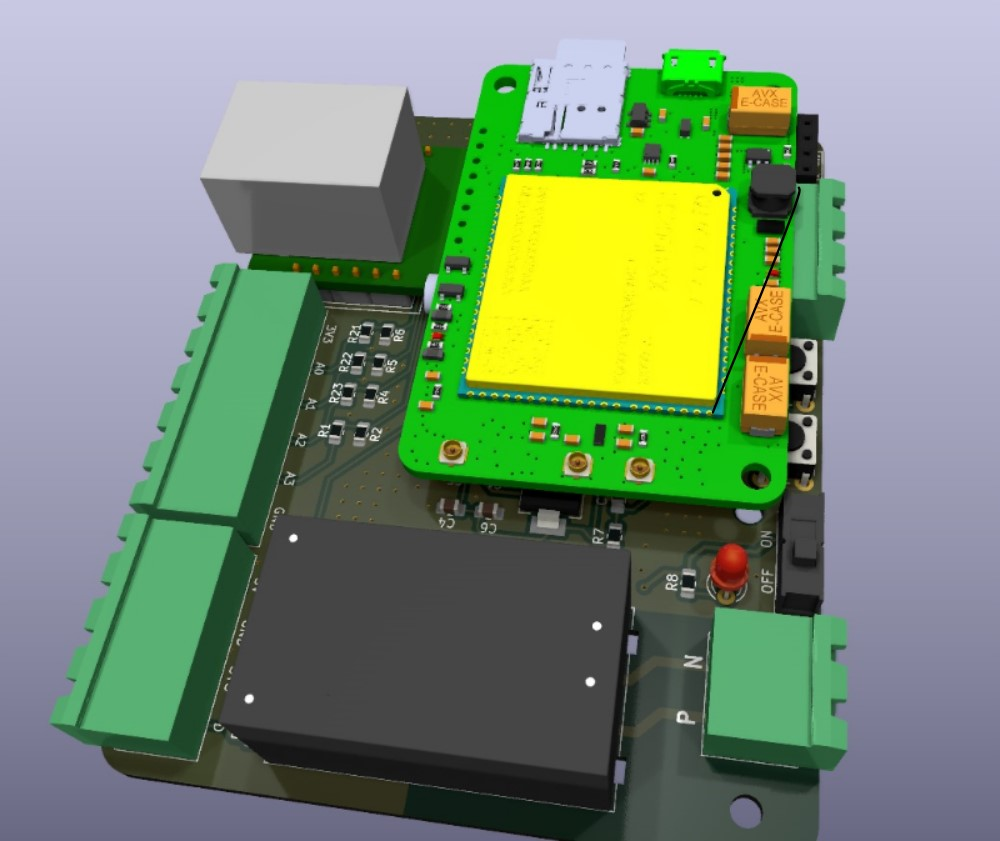 AVX
E-CASE
3V3
R21
R6
A0
R22
R5
AVX
E-CASE
A1
R23
R4
AVX
E-CASE
A2
R1
R2
A3
C4
C6
R7
ON
OFF
R8
N
P